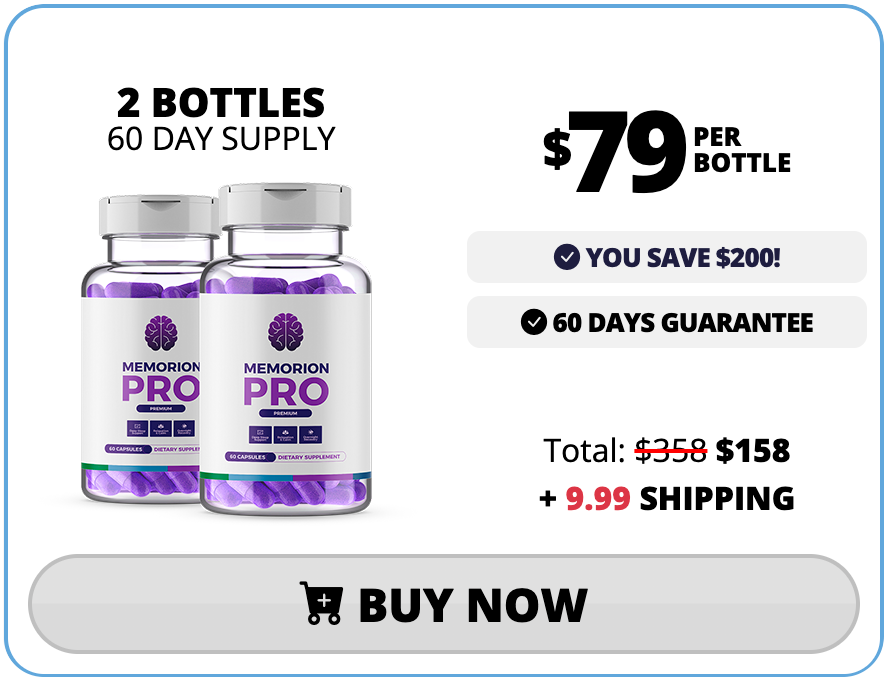 2 BOTTLES
60 DAY SUPPLY
$79 PER
BOTTLE
YOU SAVE $200!
60 DAYS GUARANTEE
MEMORION
PRO
PREMIUM
60 CAPSULES DIETARY SUPPLEM
MEMORION
PRO
PREMIUM
60 CAPSULES DIETARY SUPPLEMENT
Total: $358 $158
+ 9.99 SHIPPING
BUY NOW